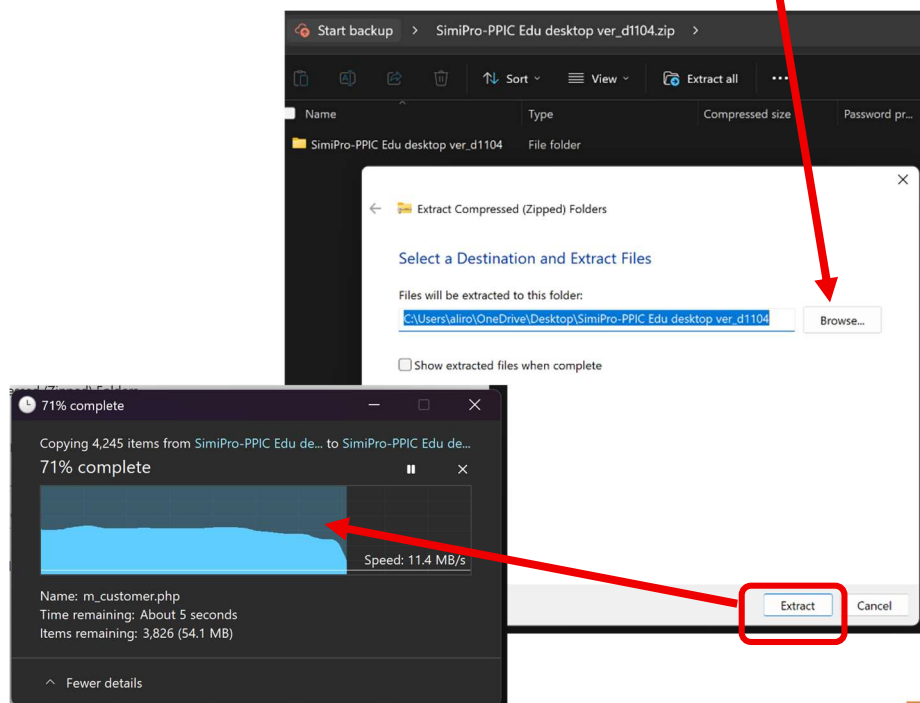 Start backup > SimiPro-PPIC Edu desktop ver_d1104.zip >
Sort View Extract all ...
Name Type Compressed size Password pr...
SimiPro-PPIC Edu desktop ver_d1104 File folder
Extract Compressed (Zipped) Folders
Select a Destination and Extract Files
Files will be extracted to this folder:
C:\Users\aliro\OneDrive\Desktop\SimiPro-PPIC Edu desktop ver_d1104 Browse...
Show extracted files when complete
71% complete
Copying 4,245 items from SimiPro-PPIC Edu de... to SimiPro-PPIC Edu de...
71% complete
Speed: 11.4 MB/s
Name: m_customer.php
Time remaining: About 5 seconds
Items remaining: 3,826 (54.1 MB)
Fewer details
Extract Cancel